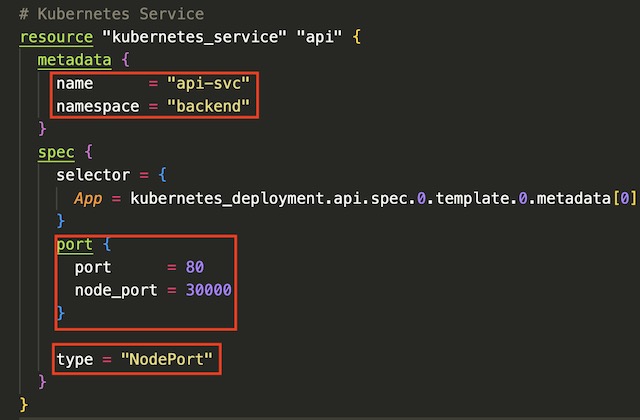 # Kubernetes Service
resource "kubernetes_service" "api" {
metadata {
name = "api-svc"
namespace = "backend"
}
spec {
selector = {
App = kubernetes_deployment.api.spec.0.template.0.metadata[0]
}
port {
port = 80
node_port = 30000
}
type = "NodePort"
}
}